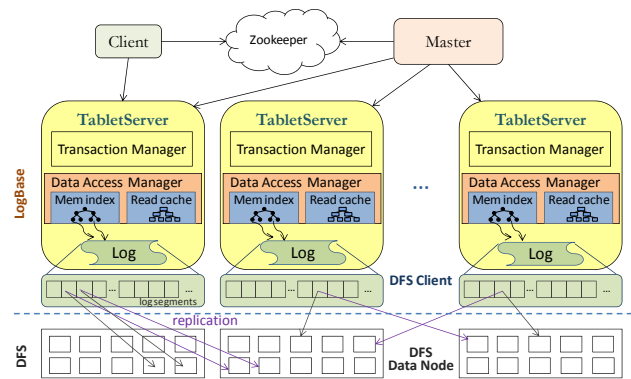 Client
Zookeeper
Master
TabletServer
TabletServer
TabletServer
Transaction Manager
Transaction Manager
Transaction Manager
LogBase
Data Access Manager
Data Access Manager
Data Access Manager
...
Mem index
Read cache
Mem index
Read cache
Mem index
Read cache
Log
Log
Log
DFS Client
...
...
...
...
...
...
log segments
replication
DFS
DFS
Data Node